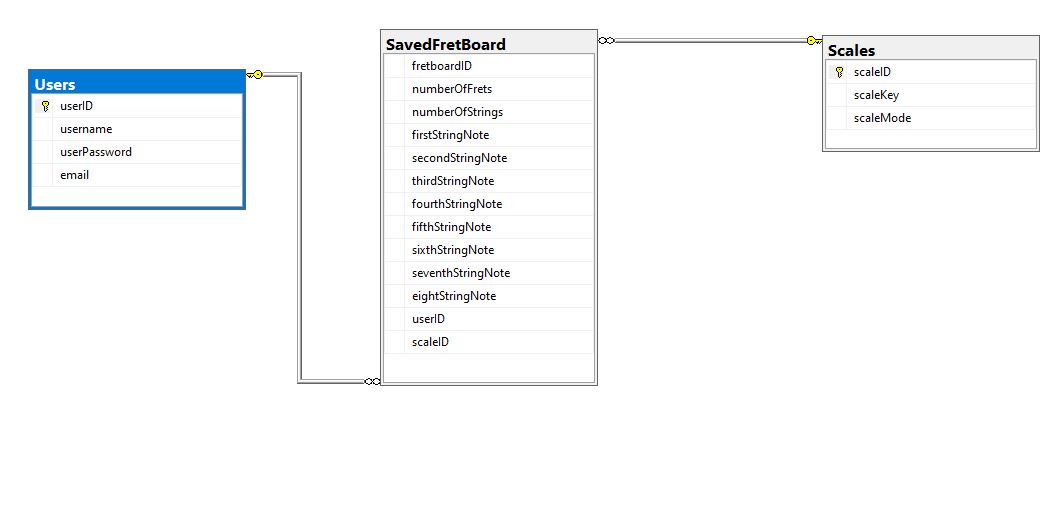 Users
userID
username
userPassword
email
SavedFretBoard
fretboardID
numberOfFrets
numberOfStrings
firstStringNote
secondStringNote
thirdStringNote
fourthStringNote
fifthStringNote
sixthStringNote
seventhStringNote
eightStringNote
userID
scaleID
Scales
scaleID
scaleKey
scaleMode